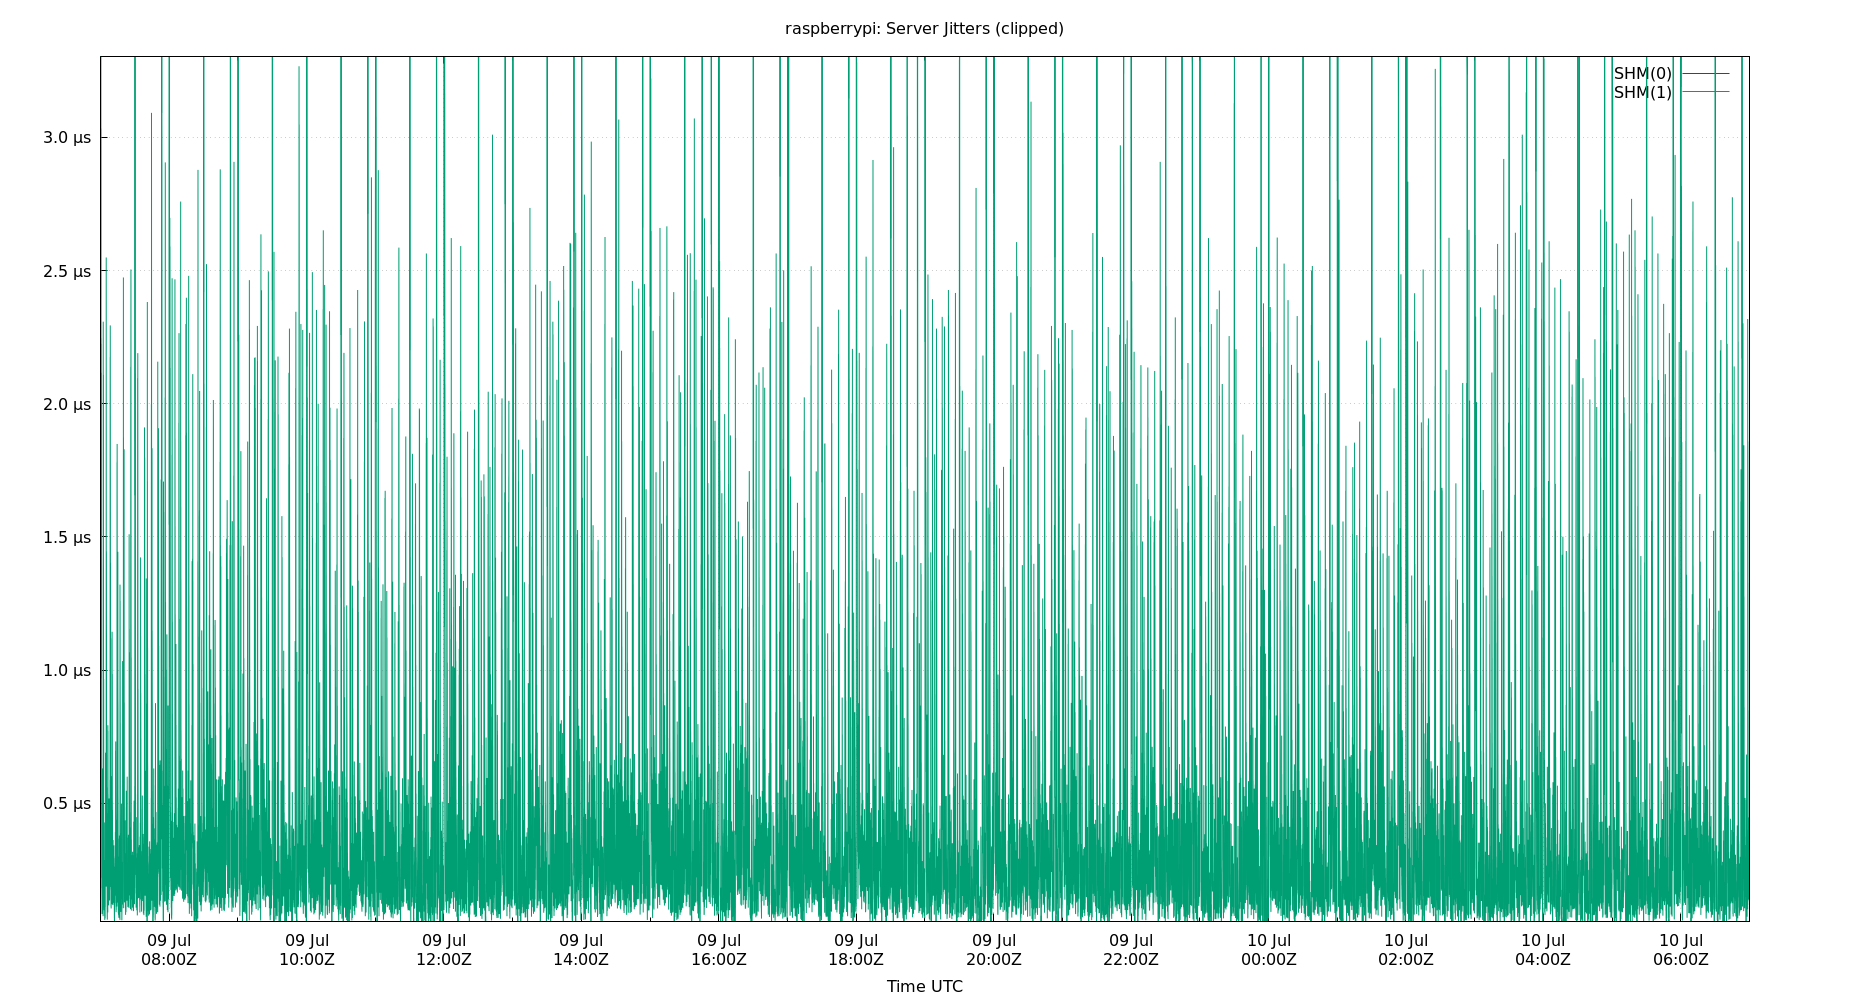 raspberrypi: Server Jitters (clipped)
SHM(0)
SHM(1)
3.0 µs
2.5 µs
2.0 µs
1.5 µs
1.0 µs
0.5 µs
09 Jul 09 Jul 09 Jul 09 Jul 09 Jul 09 Jul 09 Jul 09 Jul 10 Jul 10 Jul 10 Jul 10 Jul
08:00Z 10:00Z 12:00Z 14:00Z 16:00Z 18:00Z 20:00Z 22:00Z 00:00Z 02:00Z 04:00Z 06:00Z
Time UTC